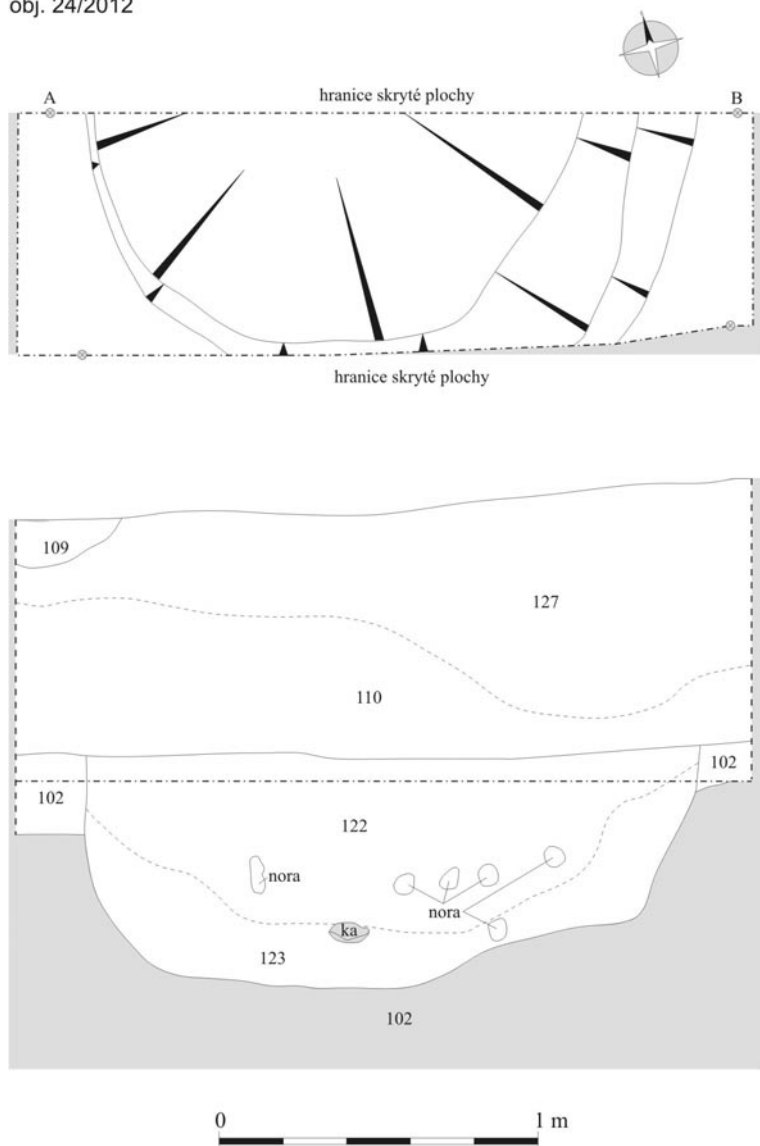 obj. 24/2012
A
hranice skryté plochy
B
hranice skryté plochy
109
127
110
102
102
122
nora
nora
ka
123
102
0
1 m